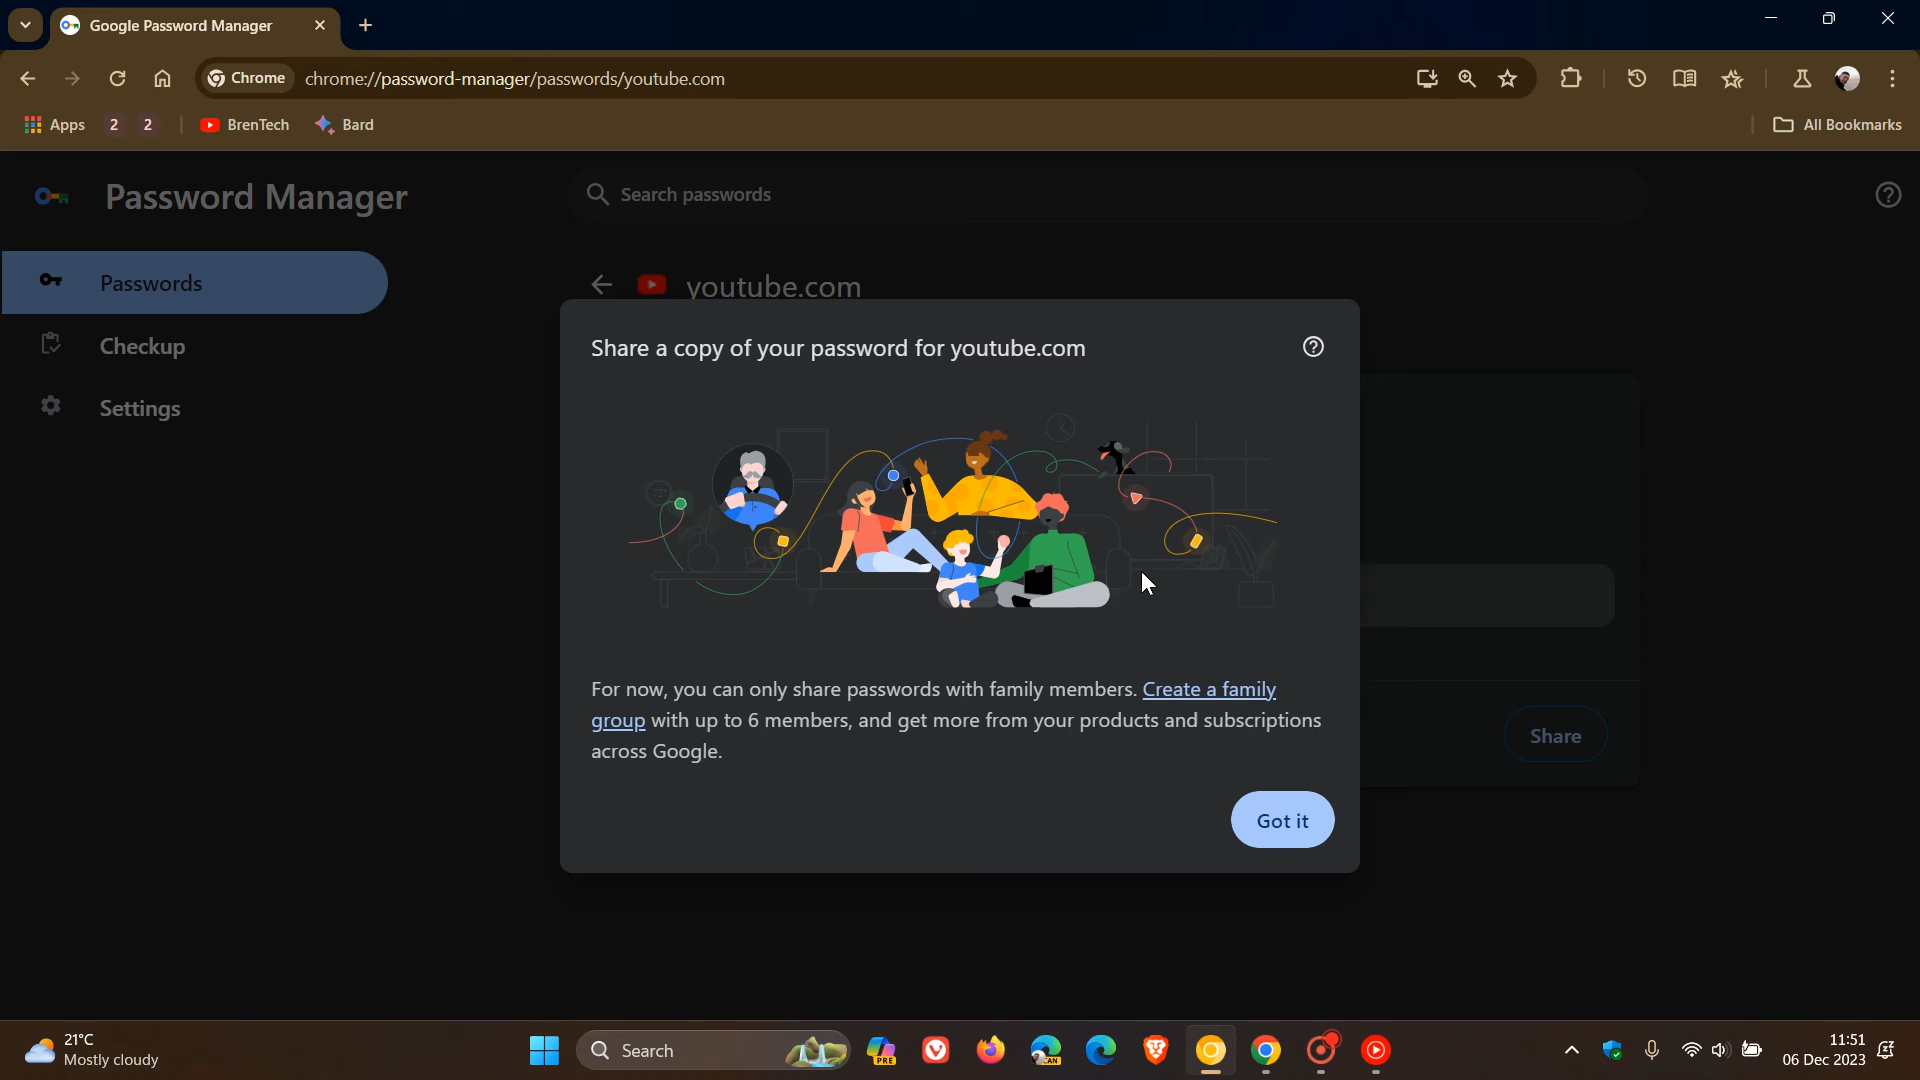 Google Password Manager
Chrome
chrome://password-manager/passwords/youtube.com
Apps
2
2
BrenTech
Bard
All Bookmarks
Password Manager
Search passwords
Passwords
youtube.com
Checkup
Settings
Share a copy of your password for youtube.com
72°
For now, you can only share passwords with family members. Create a family
group with up to 6 members, and get more from your products and subscriptions
across Google.
Share
Got it
21°C
Mostly cloudy
Search
PRE
CAN
11:51
06 Dec 2023